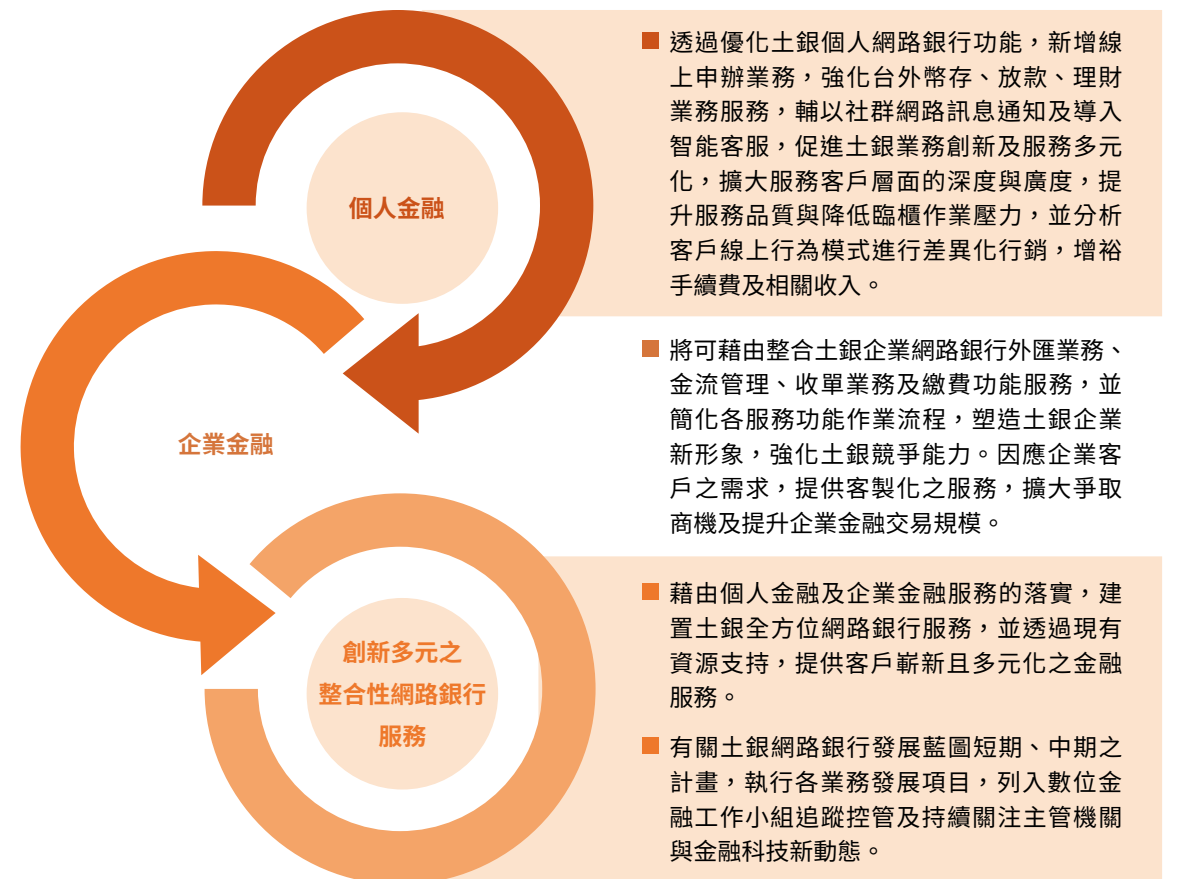 個人金融
■ 透過優化土銀個人網路銀行功能，新增線
上申辦業務，強化台外幣存、放款、理財
業務服務，輔以社群網路訊息通知及導入
智能客服，促進土銀業務創新及服務多元
化，擴大服務客戶層面的深度與廣度，提
升服務品質與降低臨櫃作業壓力，並分析
客戶線上行為模式進行差異化行銷，增裕
手續費及相關收入。
企業金融
■ 將可藉由整合土銀企業網路銀行外匯業務、
金流管理、收單業務及繳費功能服務，並
簡化各服務功能作業流程，塑造土銀企業
新形象，強化土銀競爭能力。因應企業客
戶之需求，提供客製化之服務，擴大爭取
商機及提升企業金融交易規模。
創新多元之
整合性網路銀行
服務
■ 藉由個人金融及企業金融服務的落實，建
置土銀全方位網路銀行服務，並透過現有
資源支持，提供客戶嶄新且多元化之金融
服務。
■ 有關土銀網路銀行發展藍圖短期、中期之
計畫，執行各業務發展項目，列入數位金
融工作小組追蹤控管及持續關注主管機關
與金融科技新動態。